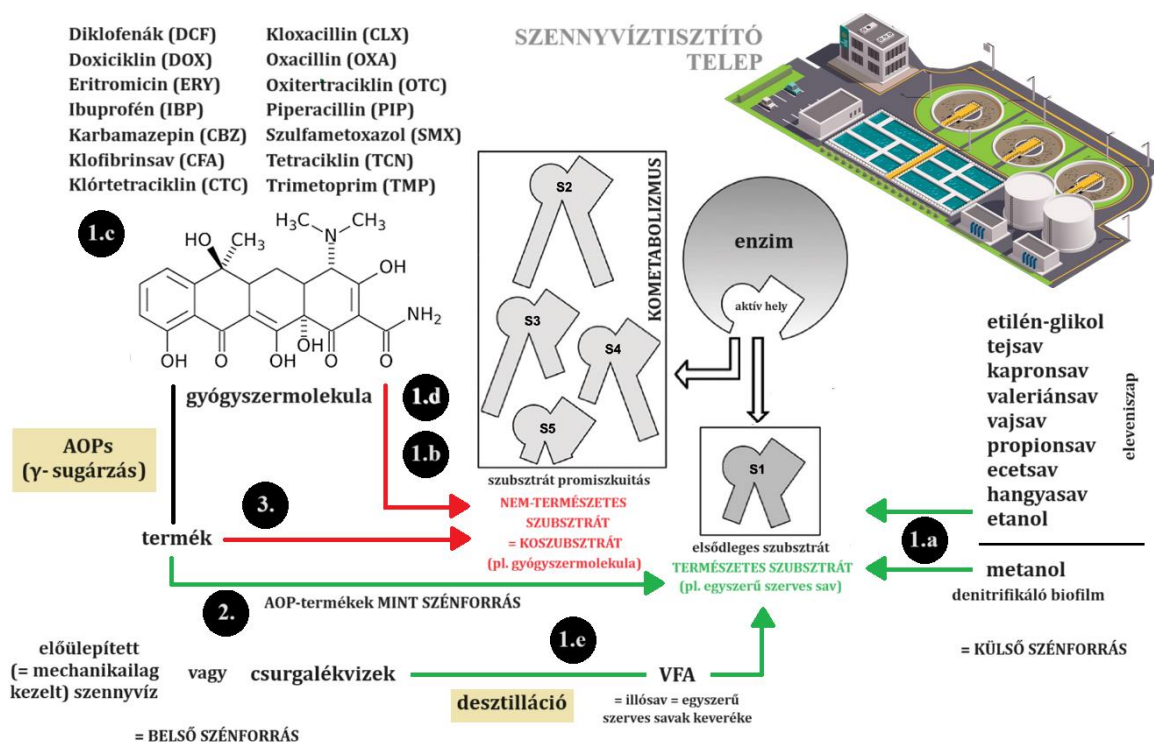 Diklofenák (DCF)
Doxiciklin (DOX)
Eritromicin (ERY)
Ibuprofén (IBP)
Karbamazepin (CBZ)
Klofibrinsav (CFA)
Klórtetraciklin (CTC)
Kloxacillin (CLX)
Oxacillin (OXA)
Oxitertraciklin (OTC)
Piperacillin (PIP)
Szulfametoxazol (SMX)
Tetraciklin (TCN)
Trimetoprim (TMP)
SZENNYVÍZTISZTÍTÓ
TELEP
1.c
HO
CH₃
H₃C
CH₃
N
OH
NH₂
OH
O
OH
OH
O
O
gyógyszermolekula
1.d
1.b
KOMETABOLIZMUS
S2
S3
S4
S5
szubsztrát promiszkuitás
NEM-TERMÉSZETES
SZUBSZTRÁT
= KOSZUBSZTRÁT
(pl. gyógyszermolekula)
enzim
aktív hely
S1
elsődleges szubsztrát
TERMÉSZETES SZUBSZTRÁT
(pl. egyszerű szerves sav)
etilén-glikol
tejsav
kapronsav
valeriánsav
vajsav
propionsav
ecetsav
hangyasav
etanol
eleveniszap
1.a
metanol
denitrifikáló biofilm
= KÜLSŐ SZÉNFORRÁS
AOPs
(γ- sugárzás)
3.
termék
2.
AOP-termékek MINT SZÉNFORRÁS
előülepített
(= mechanikailag
kezelt) szennyvíz
vagy
csurgalékvizek
1.e
desztilláció
VFA
= illósav = egyszerű
szerves savak keveréke
= BELSŐ SZÉNFORRÁS